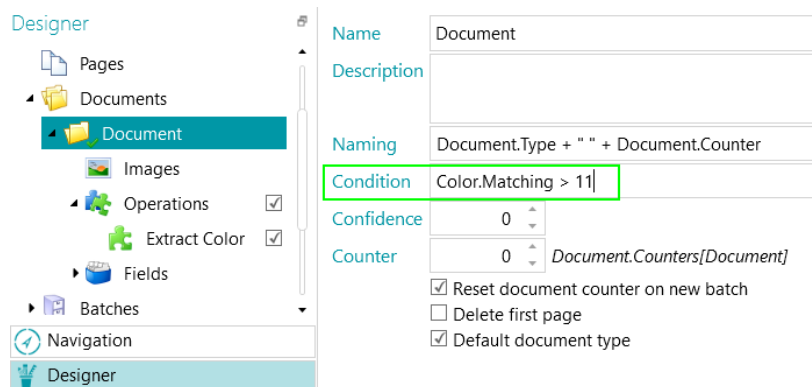 Designer
Pages
Documents
Document
Images
Operations
Extract Color
Fields
Batches
Navigation
Designer
Name Document
Description
Naming Document.Type + " " + Document.Counter
Condition Color.Matching > 11
Confidence 0
Counter 0 Document.Counters[Document]
Reset document counter on new batch
Delete first page
Default document type